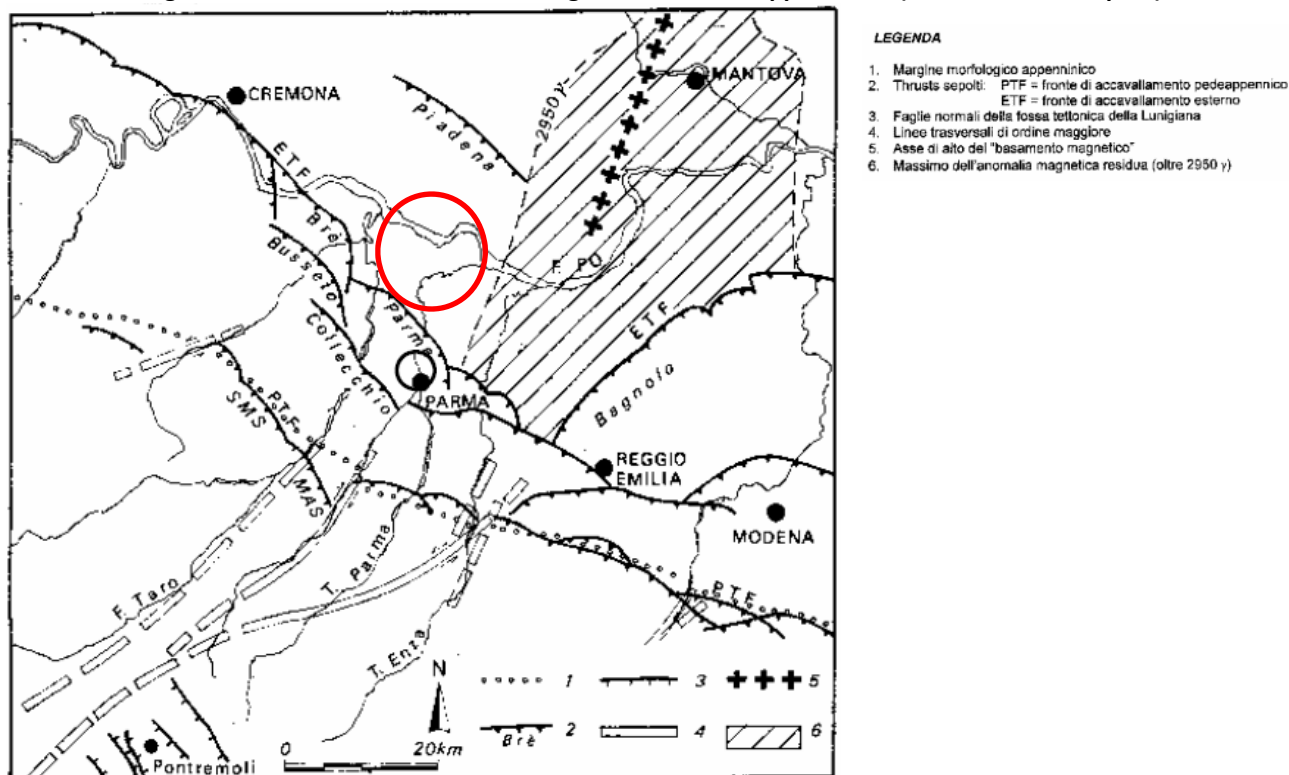 CREMONA
MANTOVA
Piadena
2950 γ
ETF
Brè
Busseto
F. PO
Parma
Collecchio
ETF
PARMA
Bagnolo
PTF
SMS
REGGIO
EMILIA
MAS
MODENA
F. Taro
T. Parma
PTF
T. Enza
N
1
3
5
Brè
2
4
6
0
20km
Pontremoli
LEGENDA
1. Margine morfologico appenninico
2. Thrusts sepolti: PTF = fronte di accavallamento pedeappennico
ETF = fronte di accavallamento esterno
3. Faglie normali della fossa tettonica della Lunigiana
4. Linee trasversali di ordine maggiore
5. Asse di alto del "basamento magnetico"
6. Massimo dell'anomalia magnetica residua (oltre 2950 γ)